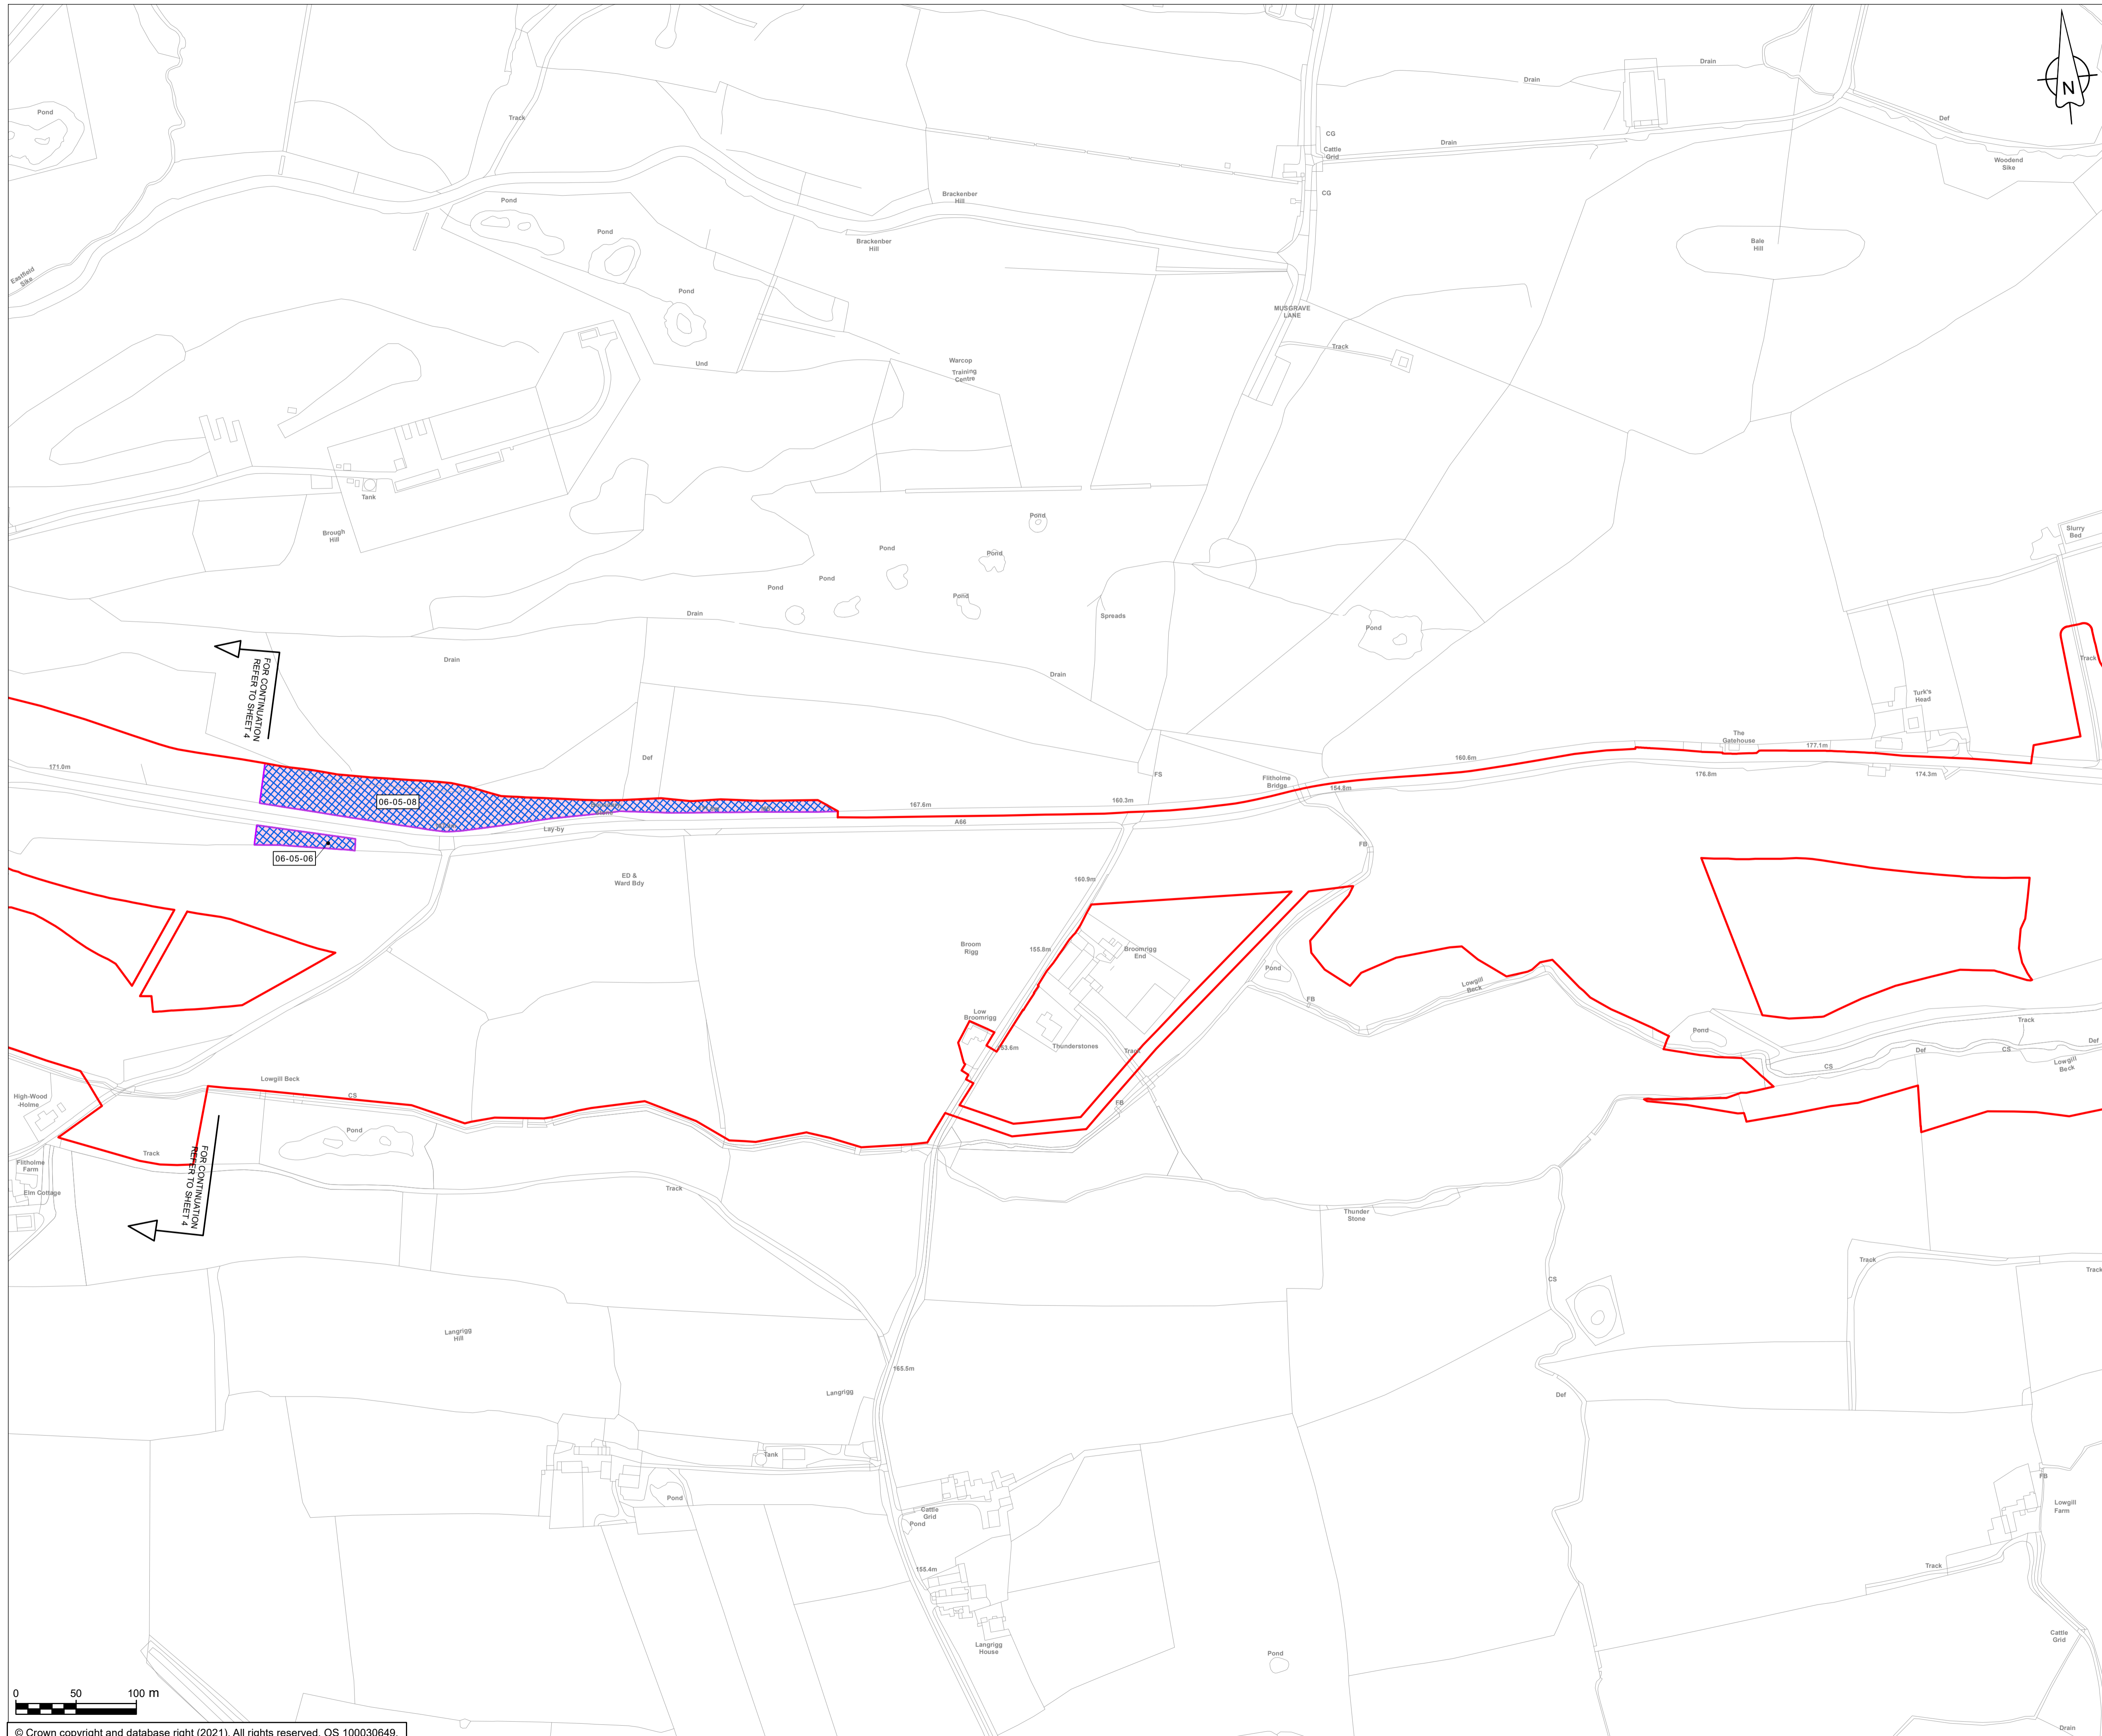 Pond
Track
Drain
Drain
Def
CG
Cattle
Grid
Drain
CG
Woodend
Sike
N
Pond
Brackenber
Hill
Pond
Brackenber
Hill
Bale
Hill
Eastfield
Sike
Pond
MUSGRAVE
LANE
Track
Und
Warcop
Training
Centre
Tank
Brough
Hill
Pond
Pond
Pond
Slurry
Bed
Pond
Pond
Pond
Drain
Spreads
Pond
Drain
FOR CONTINUATION
REFER TO SHEET 4
Drain
Track
Turk's
Head
The
Gatehouse
177.1m
Def
160.6m
171.0m
FS
Flitholme
Bridge
176.8m
174.3m
154.8m
06-05-08
167.6m
160.3m
Lay-by
A66
06-05-06
FB
ED &
Ward Bdy
160.9m
Broom
Rigg
155.8m
Broomrigg
End
Pond
Lowgill
Beck
FB
Low
Broomrigg
53.6m
Thunderstones
Track
Pond
Track
Def
CS
Def
Lowgill
Beck
CS
Lowgill Beck
CS
High-Wood
-Holme
FB
Pond
Track
FOR CONTINUATION
REFER TO SHEET 4
Flitholme
Farm
Elm Cottage
Track
Thunder
Stone
Track
Track
CS
Langrigg
Hill
165.5m
Langrigg
Def
Tank
Pond
Cattle
Grid
Pond
FB
Lowgill
Farm
155.4m
Track
Langrigg
House
Pond
Cattle
Grid
0 50 100 m
Drain
© Crown copyright and database right (2021). All rights reserved. OS 100030649.